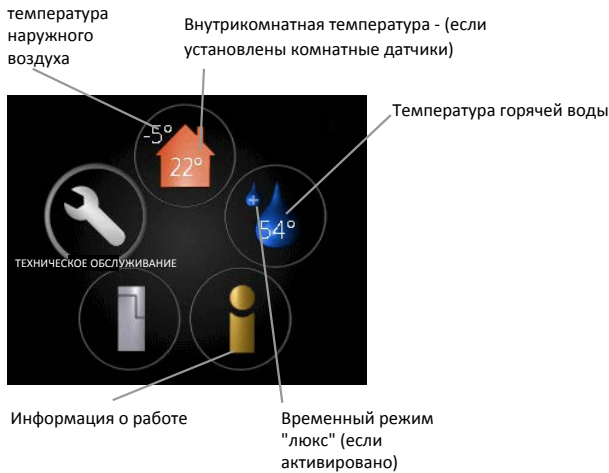 температура
наружного
воздуха
Внутрикомнатная температура - (если
установлены комнатные датчики)
Температура горячей воды
-5°
22°
54°
ТЕХНИЧЕСКОЕ ОБСЛУЖИВАНИЕ
Информация о работе
Временный режим
"люкс" (если
активировано)